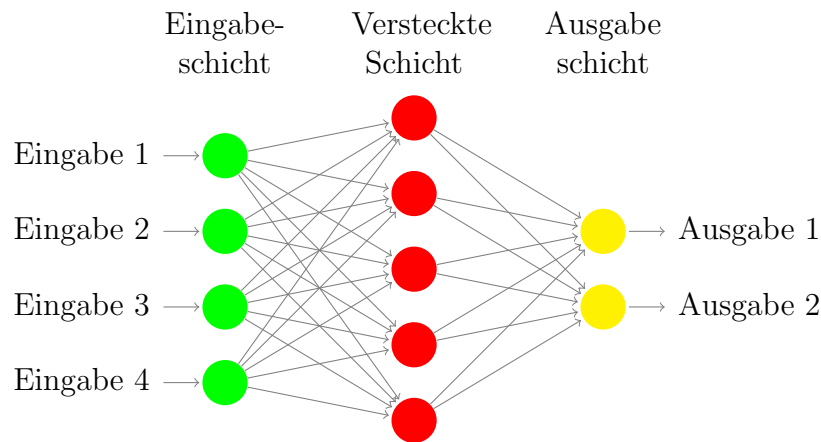 Eingabe-
schicht
Versteckte
Schicht
Ausgabe
schicht
Eingabe 1
Eingabe 2
Eingabe 3
Eingabe 4
Ausgabe 1
Ausgabe 2